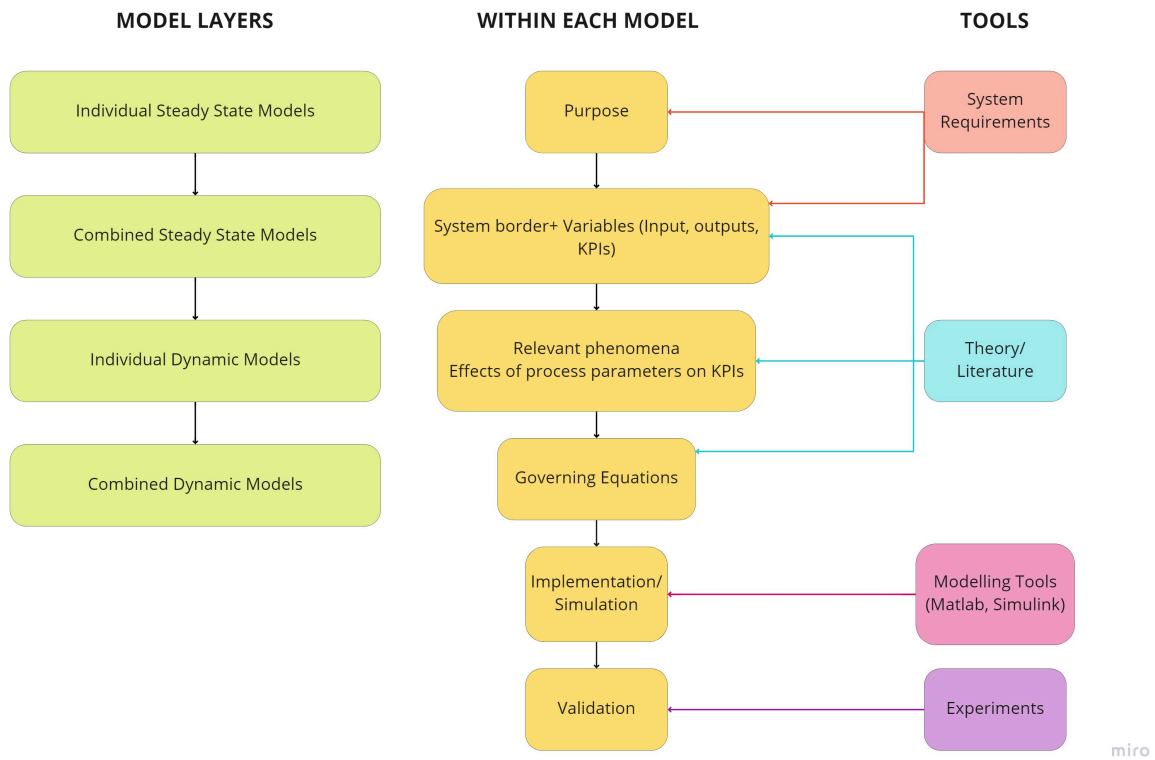 MODEL LAYERS
WITHIN EACH MODEL
TOOLS
Individual Steady State Models
Combined Steady State Models
Individual Dynamic Models
Combined Dynamic Models
Purpose
System border+ Variables (Input, outputs,
KPIs)
Relevant phenomena
Effects of process parameters on KPIs
Governing Equations
Implementation/
Simulation
Validation
System
Requirements
Theory/
Literature
Modelling Tools
(Matlab, Simulink)
Experiments
miro